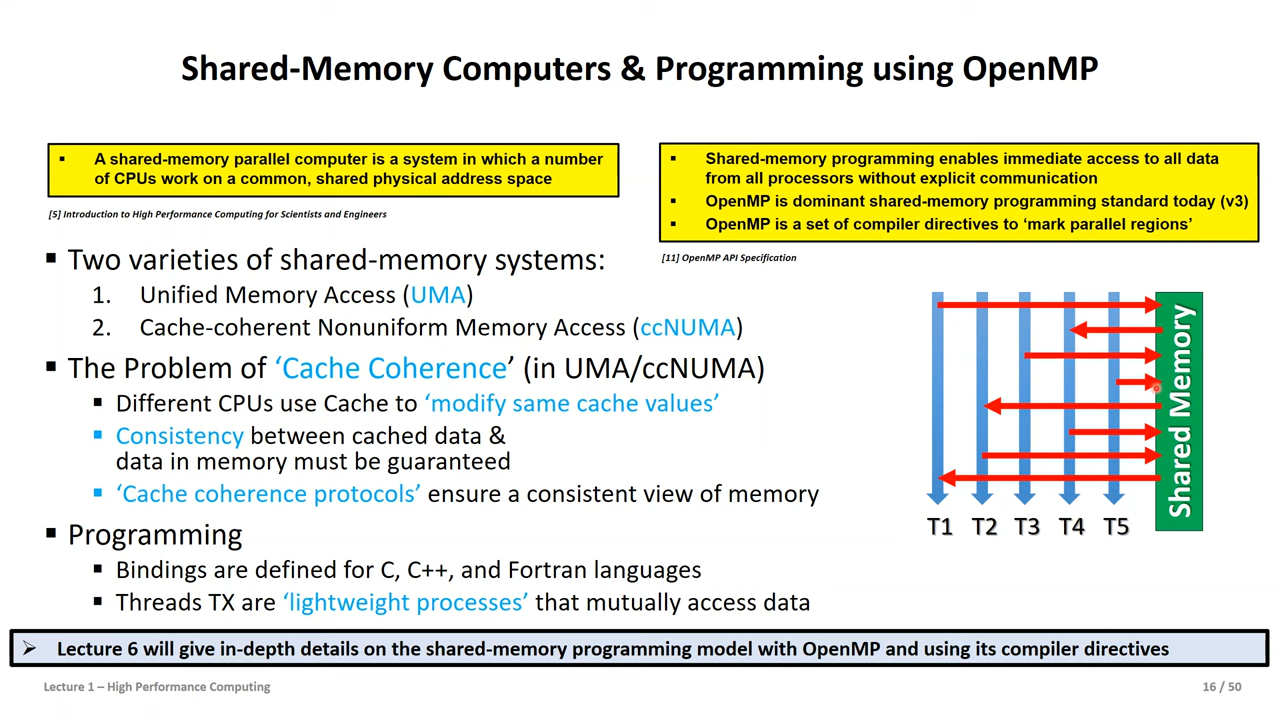 Shared-Memory Computers & Programming using OpenMP
▪ A shared-memory parallel computer is a system in which a number
of CPUs work on a common, shared physical address space
[5] Introduction to High Performance Computing for Scientists and Engineers
▪ Shared-memory programming enables immediate access to all data
from all processors without explicit communication
▪ OpenMP is dominant shared-memory programming standard today (v3)
▪ OpenMP is a set of compiler directives to ‘mark parallel regions’
[11] OpenMP API Specification
▪ Two varieties of shared-memory systems:
1. Unified Memory Access (UMA)
2. Cache-coherent Nonuniform Memory Access (ccNUMA)
▪ The Problem of ‘Cache Coherence’ (in UMA/ccNUMA)
▪ Different CPUs use Cache to ‘modify same cache values’
▪ Consistency between cached data &
data in memory must be guaranteed
▪ ‘Cache coherence protocols’ ensure a consistent view of memory
▪ Programming
▪ Bindings are defined for C, C++, and Fortran languages
▪ Threads TX are ‘lightweight processes’ that mutually access data
Shared Memory
T1 T2 T3 T4 T5
➢ Lecture 6 will give in-depth details on the shared-memory programming model with OpenMP and using its compiler directives
Lecture 1 – High Performance Computing
16 / 50